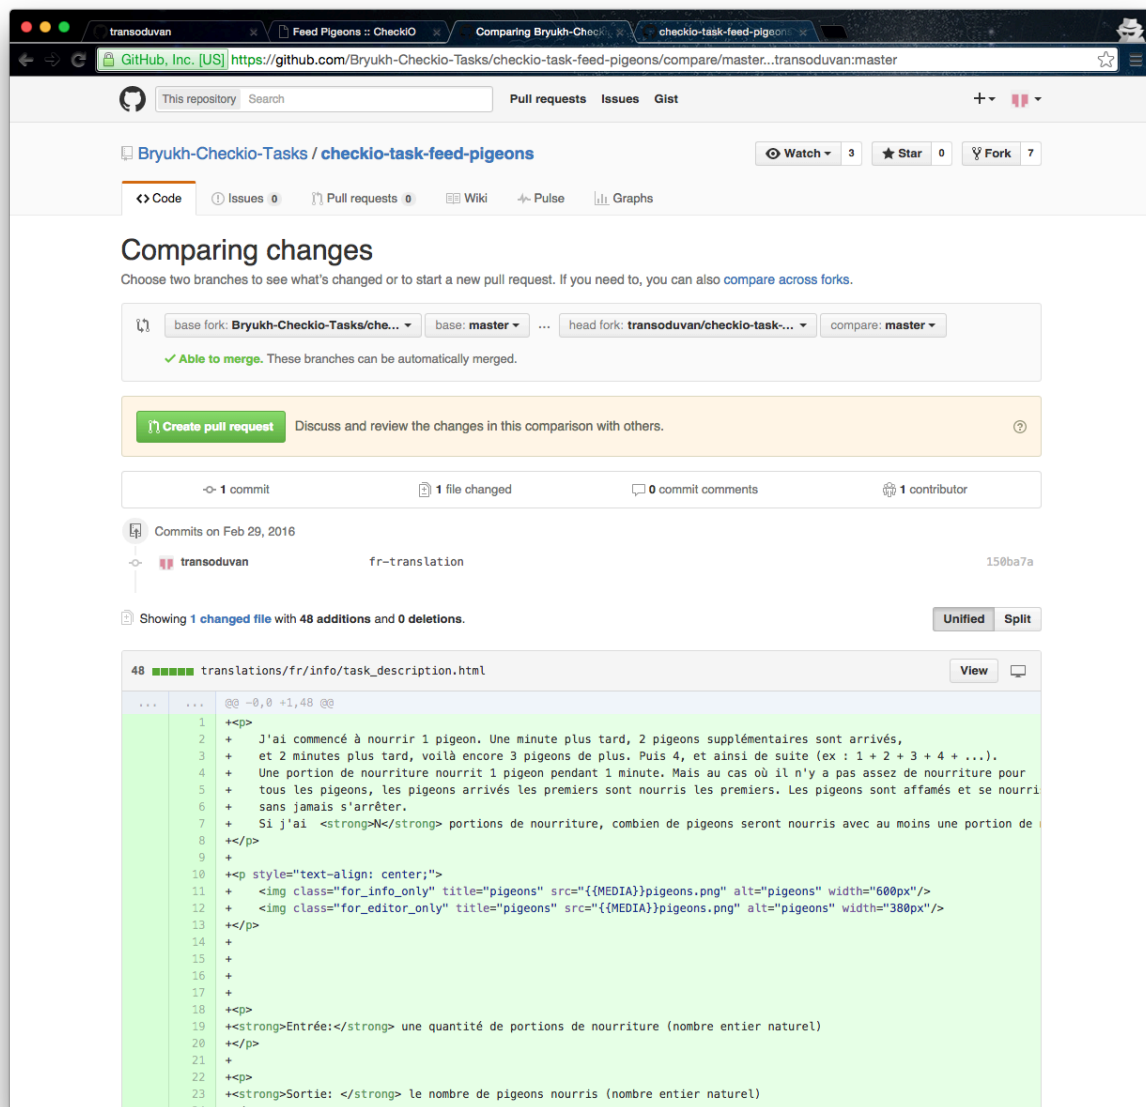 transoduvan
Feed Pigeons :: CheckiO
Comparing Bryukh-Checki
checkio-task-feed-pigeon
GitHub, Inc. [US] https://github.com/Bryukh-Checkio-Tasks/checkio-task-feed-pigeons/compare/master...transoduvan:master
This repository Search Pull requests Issues Gist
Bryukh-Checkio-Tasks / checkio-task-feed-pigeons Watch 3 Star 0 Fork 7
Code Issues 0 Pull requests 0 Wiki Pulse Graphs
Comparing changes
Choose two branches to see what's changed or to start a new pull request. If you need to, you can also compare across forks.
base fork: Bryukh-Checkio-Tasks/che... base: master ... head fork: transoduvan/checkio-task-... compare: master
Able to merge. These branches can be automatically merged.
Create pull request Discuss and review the changes in this comparison with others.
1 commit 1 file changed 0 commit comments 1 contributor
Commits on Feb 29, 2016
transoduvan fr-translation 150ba7a
Showing 1 changed file with 48 additions and 0 deletions. Unified Split
48 translations/fr/info/task_description.html View
... ... @@ -0,0 +1,48 @@
1 +<p>
2 + J'ai commencé à nourrir 1 pigeon. Une minute plus tard, 2 pigeons supplémentaires sont arrivés,
3 + et 2 minutes plus tard, voilà encore 3 pigeons de plus. Puis 4, et ainsi de suite (ex : 1 + 2 + 3 + 4 + ...).
4 + Une portion de nourriture nourrit 1 pigeon pendant 1 minute. Mais au cas où il n'y a pas assez de nourriture pour
5 + tous les pigeons, les pigeons arrivés les premiers sont nourris les premiers. Les pigeons sont affamés et se nourris
6 + sans jamais s'arrêter.
7 + Si j'ai <strong>N</strong> portions de nourriture, combien de pigeons seront nourris avec au moins une portion de
8 +</p>
9 +
10 +<p style="text-align: center;">
11 + <img class="for_info_only" title="pigeons" src="{{MEDIA}}pigeons.png" alt="pigeons" width="600px"/>
12 + <img class="for_editor_only" title="pigeons" src="{{MEDIA}}pigeons.png" alt="pigeons" width="380px"/>
13 +</p>
14 +
15 +
16 +
17 +
18 +<p>
19 +<strong>Entrée:</strong> une quantité de portions de nourriture (nombre entier naturel)
20 +</p>
21 +
22 +<p>
23 +<strong>Sortie: </strong> le nombre de pigeons nourris (nombre entier naturel)